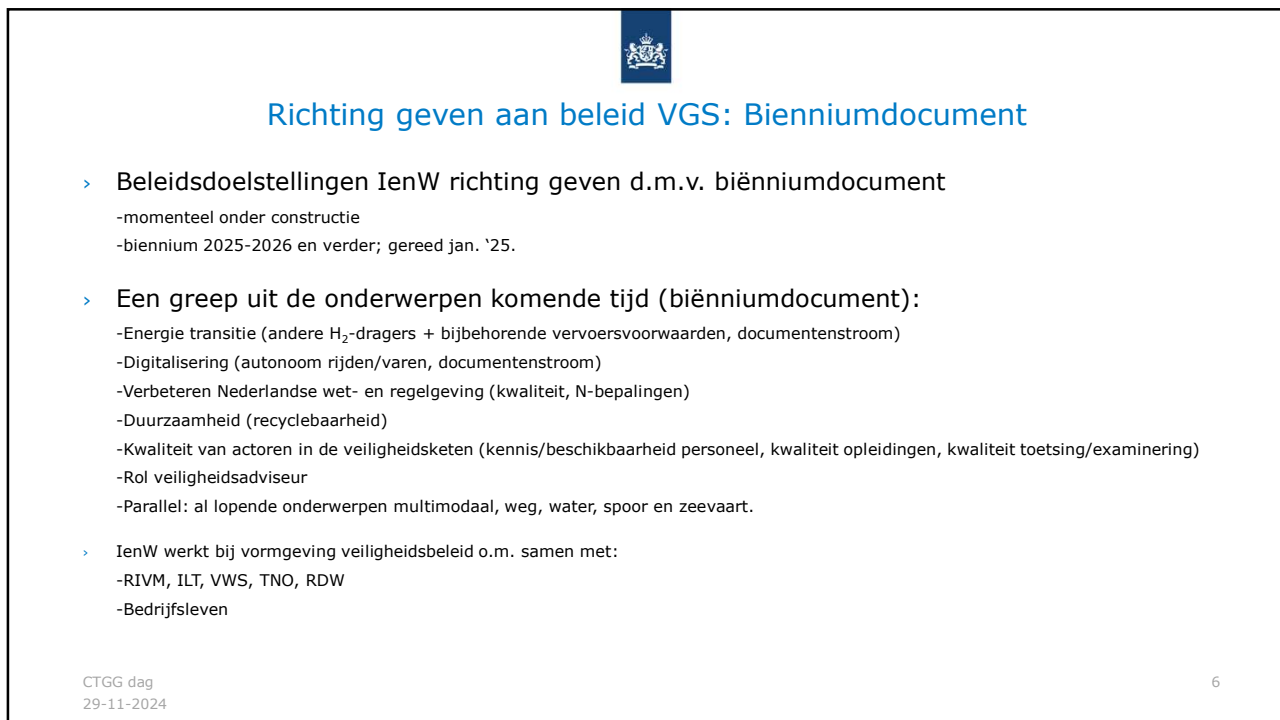 Richting geven aan beleid VGS: Bienniumdocument
› Beleidsdoelstellingen IenW richting geven d.m.v. biënniumdocument
-momenteel onder constructie
-biennium 2025-2026 en verder; gereed jan. ‘25.
› Een greep uit de onderwerpen komende tijd (biënniumdocument):
-Energie transitie (andere H₂-dragers + bijbehorende vervoersvoorwaarden, documentenstroom)
-Digitalisering (autonoom rijden/varen, documentenstroom)
-Verbeteren Nederlandse wet- en regelgeving (kwaliteit, N-bepalingen)
-Duurzaamheid (recyclebaarheid)
-Kwaliteit van actoren in de veiligheidsketen (kennis/beschikbaarheid personeel, kwaliteit opleidingen, kwaliteit toetsing/examinering)
-Rol veiligheidsadviseur
-Parallel: al lopende onderwerpen multimodaal, weg, water, spoor en zeevaart.
› IenW werkt bij vormgeving veiligheidsbeleid o.m. samen met:
-RIVM, ILT, VWS, TNO, RDW
-Bedrijfsleven
CTGG dag
29-11-2024
6